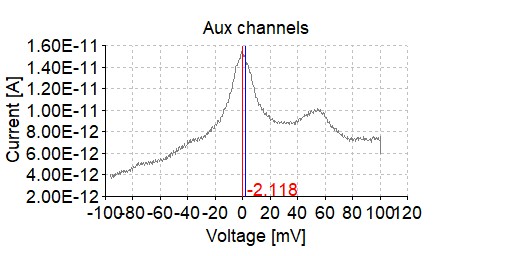 Aux channels
1.60E-11
1.40E-11
1.20E-11
1.00E-11
8.00E-12
6.00E-12
4.00E-12
2.00E-12
Current [A]
-2.118
-100 -80 -60 -40 -20 0 20 40 60 80 100 120
Voltage [mV]